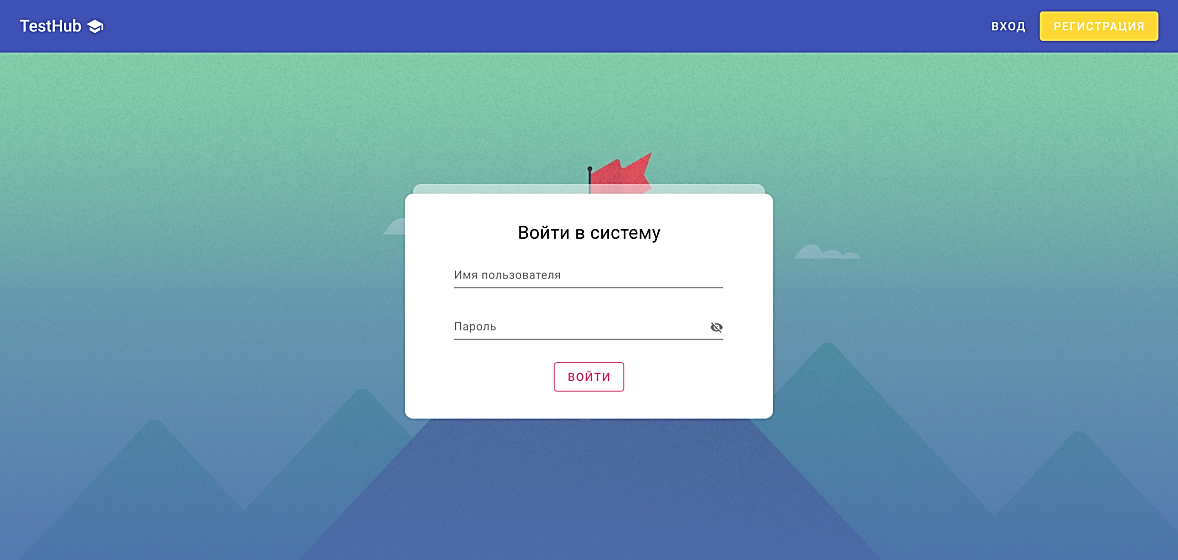 TestHub
ВХОД
РЕГИСТРАЦИЯ
Войти в систему
Имя пользователя
Пароль
ВОЙТИ